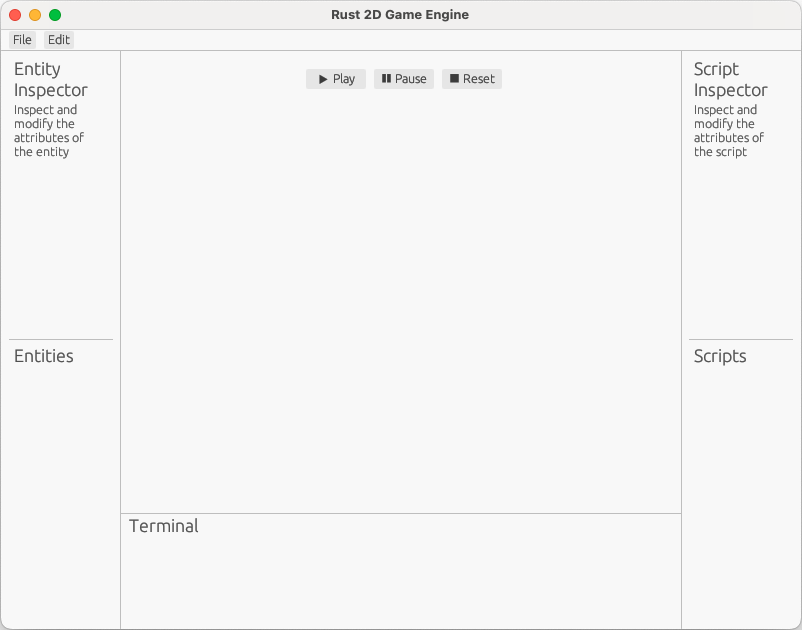 Rust 2D Game Engine
File Edit
Entity
Inspector
Inspect and
modify the
attributes of
the entity
Play Pause Reset
Script
Inspector
Inspect and
modify the
attributes of
the script
Entities
Scripts
Terminal